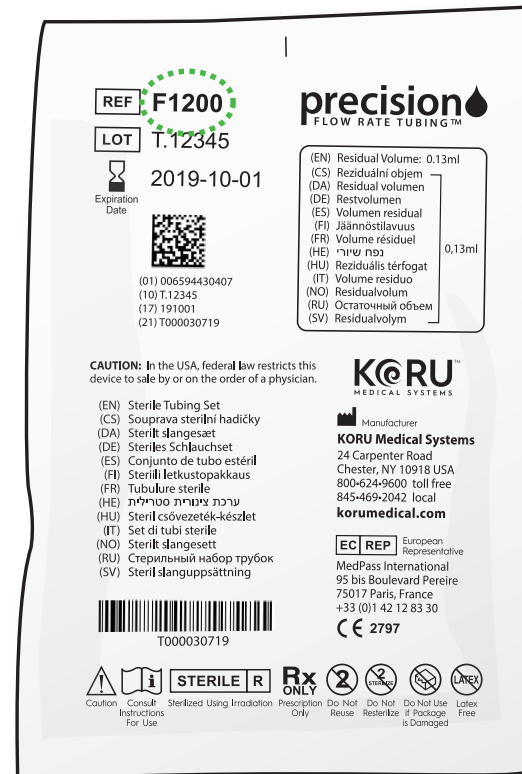 REF F1200
LOT T.12345
2019-10-01
Expiration
Date
(01) 006594430407
(10) T.12345
(17) 191001
(21) T000030719
precision
FLOW RATE TUBING™
(EN) Residual Volume: 0.13ml
(CS) Reziduální objem
(DA) Residual volumen
(DE) Restvolumen
(ES) Volumen residual
(FI) Jäännöstilavuus
(FR) Volume résiduel
(HE) נפח שיורי
(HU) Reziduális térfogat
(IT) Volume residuo
(NO) Residualvolum
(RU) Остаточный объем
(SV) Residualvolym
0,13ml
CAUTION: In the USA, federal law restricts this
device to sale by or on the order of a physician.
(EN) Sterile Tubing Set
(CS) Souprava sterilní hadičky
(DA) Sterilt slangesæt
(DE) Steriles Schlauchset
(ES) Conjunto de tubo estéril
(FI) Steriili letkustopakkaus
(FR) Tubulure sterile
(HE) ערכת צינורית סטרילית
(HU) Steril csővezeték-készlet
(IT) Set di tubi sterile
(NO) Sterilt slangesett
(RU) Стерильный набор трубок
(SV) Steril slanguppsättning
T000030719
KORU™
MEDICAL SYSTEMS
Manufacturer
KORU Medical Systems
24 Carpenter Road
Chester, NY 10918 USA
800•624•9600 toll free
845•469•2042 local
korumedical.com
EC REP European
Representative
MedPass International
95 bis Boulevard Pereire
75017 Paris, France
+33 (0)1 42 12 83 30
CE 2797
Caution
Consult
Instructions
For Use
STERILE R
Sterilized Using Irradiation
Rx
ONLY
Prescription
Only
2
Do Not
Reuse
2
STERILIZE
Do Not
Resterilize
Do Not Use
if Package
is Damaged
LATEX
Latex
Free